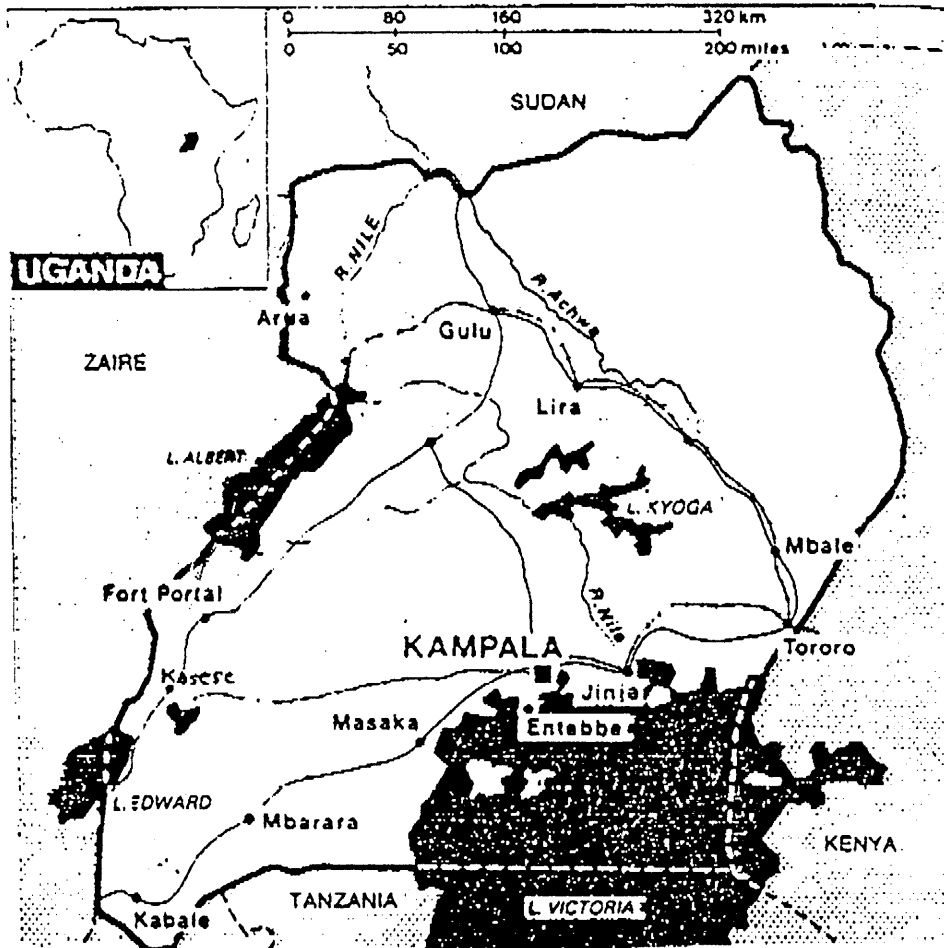 0 80 160 320 km
0 50 100 200 miles
SUDAN
UGANDA
R. NILE
R. Achwa
Arua
Gulu
ZAIRE
Lira
L. ALBERT
L. KYOGA
Mbale
Fort Portal
R. Nile
KAMPALA
Tororo
Kasese
Jinja
Masaka
Entebbe
L. EDWARD
Mbarara
KENYA
TANZANIA
L. VICTORIA
Kabale